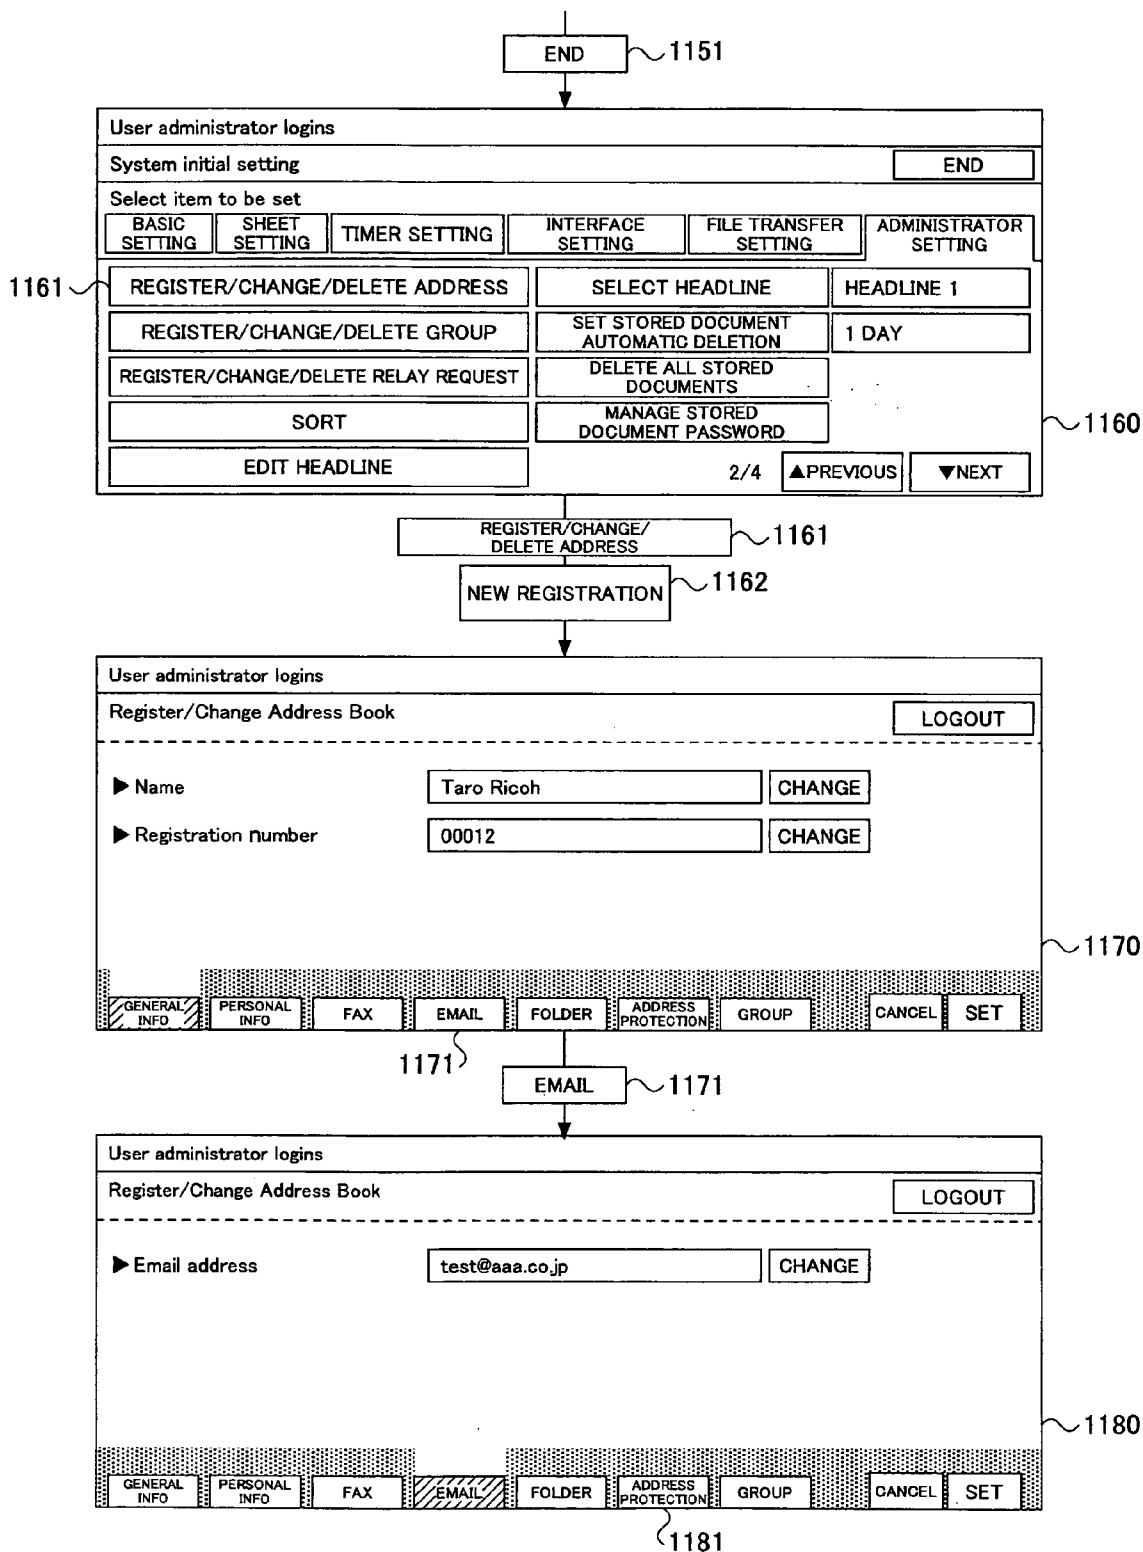 END 1151
User administrator logins
System initial setting END
Select item to be set
BASIC SETTING SHEET SETTING TIMER SETTING INTERFACE SETTING FILE TRANSFER SETTING ADMINISTRATOR SETTING
1161 REGISTER/CHANGE/DELETE ADDRESS SELECT HEADLINE HEADLINE 1
REGISTER/CHANGE/DELETE GROUP SET STORED DOCUMENT AUTOMATIC DELETION 1 DAY
REGISTER/CHANGE/DELETE RELAY REQUEST DELETE ALL STORED DOCUMENTS
SORT MANAGE STORED DOCUMENT PASSWORD 1160
EDIT HEADLINE 2/4 ▲PREVIOUS ▼NEXT
REGISTER/CHANGE/
DELETE ADDRESS 1161
NEW REGISTRATION 1162
User administrator logins
Register/Change Address Book LOGOUT
▶ Name Taro Ricoh CHANGE
▶ Registration number 00012 CHANGE
1170
GENERAL INFO PERSONAL INFO FAX EMAIL FOLDER ADDRESS PROTECTION GROUP CANCEL SET
1171
EMAIL 1171
User administrator logins
Register/Change Address Book LOGOUT
▶ Email address test@aaa.co.jp CHANGE
1180
GENERAL INFO PERSONAL INFO FAX EMAIL FOLDER ADDRESS PROTECTION GROUP CANCEL SET
1181